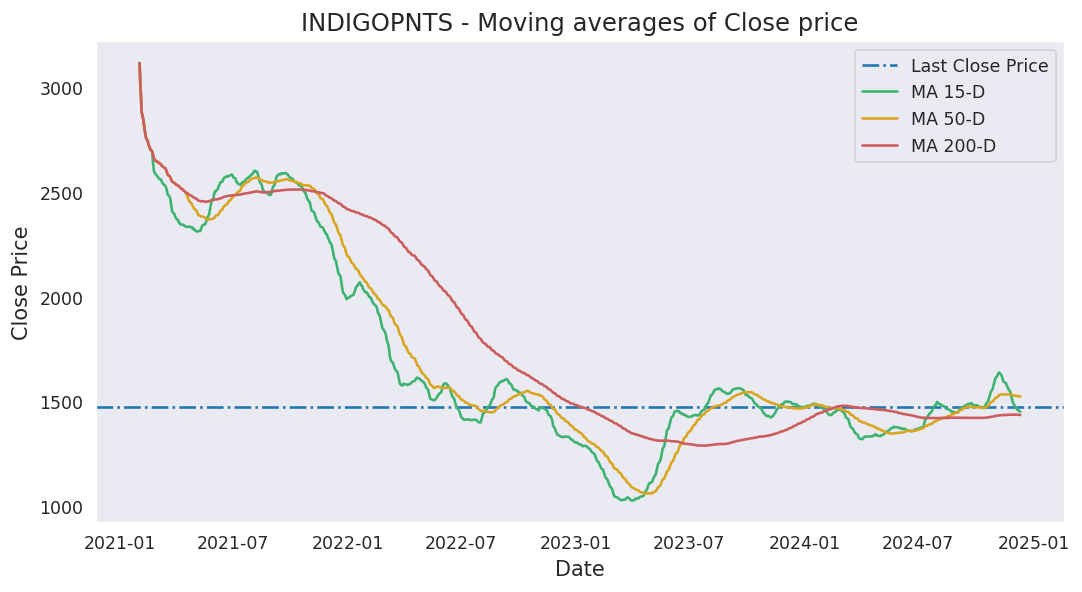 INDIGOPNTS - Moving averages of Close price
Last Close Price
MA 15-D
MA 50-D
MA 200-D
Close Price
3000
2500
2000
1500
1000
2021-01 2021-07 2022-01 2022-07 2023-01 2023-07 2024-01 2024-07 2025-01
Date